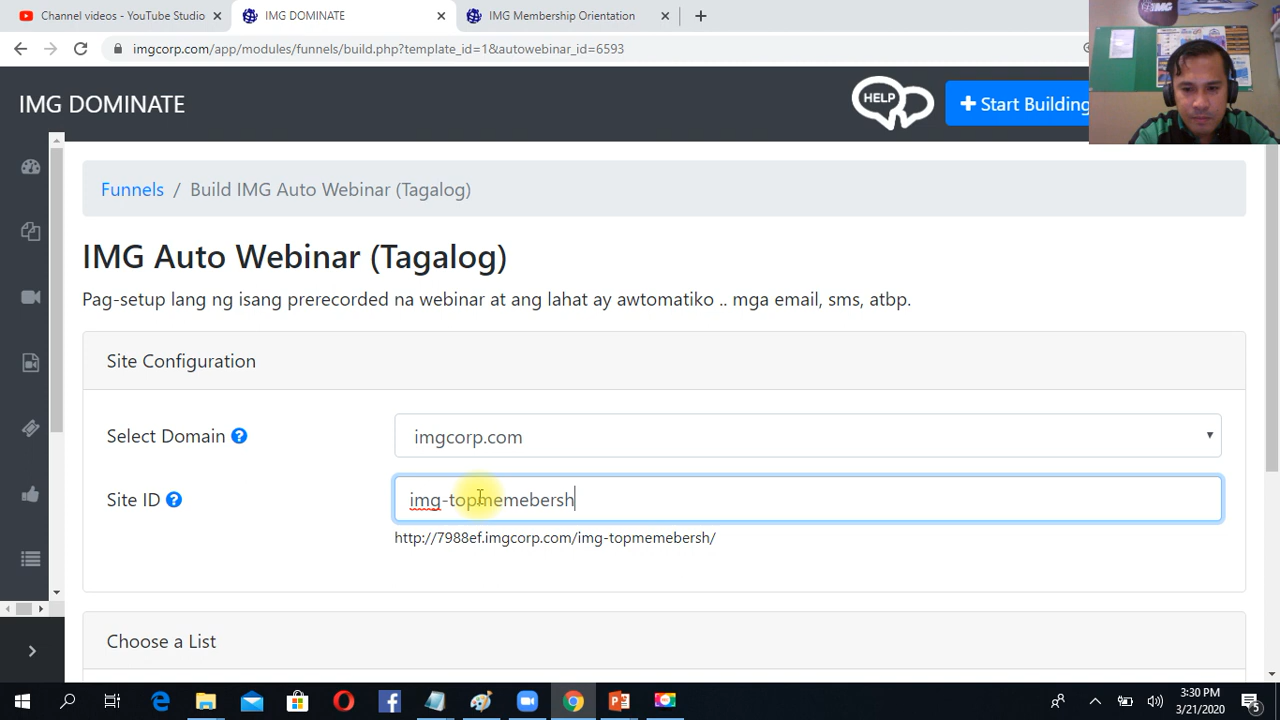 Channel videos - YouTube Studio
IMG DOMINATE
IMG Membership Orientation
imgcorp.com/app/modules/funnels/build.php?template_id=1&autowebinar_id=6593
IMG DOMINATE
HELP
+ Start Building
Funnels / Build IMG Auto Webinar (Tagalog)
IMG Auto Webinar (Tagalog)
Pag-setup lang ng isang prerecorded na webinar at ang lahat ay awtomatiko .. mga email, sms, atbp.
Site Configuration
Select Domain ?
imgcorp.com
Site ID ?
img-topmemebersh
http://7988ef.imgcorp.com/img-topmemebersh/
Choose a List
3:30 PM
3/21/2020
5